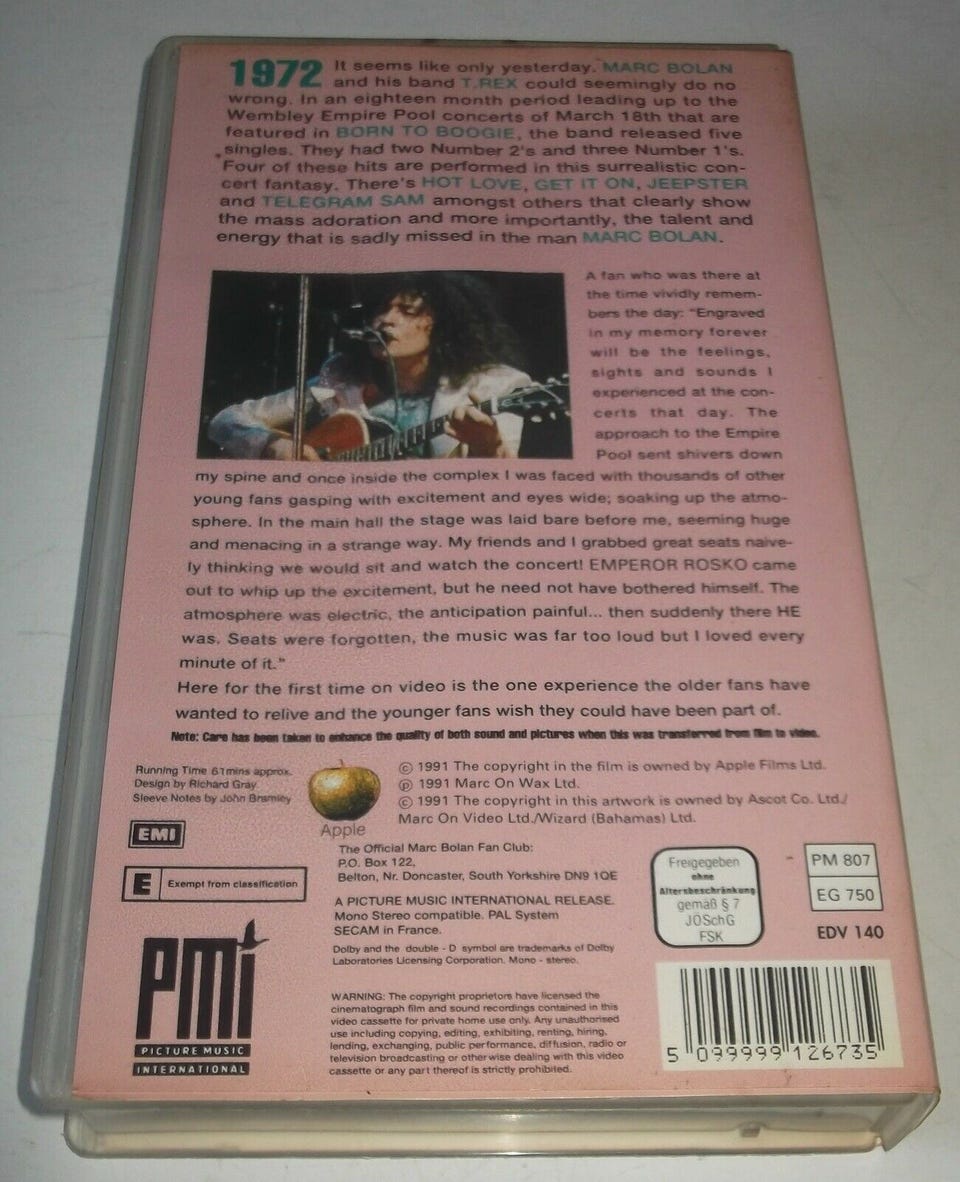 1972 It seems like only yesterday. MARC BOLAN
and his band T.REX could seemingly do no
wrong. In an eighteen month period leading up to the
Wembley Empire Pool concerts of March 18th that are
featured in BORN TO BOOGIE, the band released five
singles. They had two Number 2's and three Number 1's.
Four of these hits are performed in this surrealistic con-
cert fantasy. There's HOT LOVE, GET IT ON, JEEPSTER
and TELEGRAM SAM amongst others that clearly show
the mass adoration and more importantly, the talent and
energy that is sadly missed in the man MARC BOLAN.
A fan who was there at
the time vividly remem-
bers the day: "Engraved
in my memory forever
will be the feelings,
sights and sounds I
experienced at the con-
certs that day. The
approach to the Empire
Pool sent shivers down
my spine and once inside the complex I was faced with thousands of other
young fans gasping with excitement and eyes wide; soaking up the atmo-
sphere. In the main hall the stage was laid bare before me, seeming huge
and menacing in a strange way. My friends and I grabbed great seats naive-
ly thinking we would sit and watch the concert! EMPEROR ROSKO came
out to whip up the excitement, but he need not have bothered himself. The
atmosphere was electric, the anticipation painful... then suddenly there HE
was. Seats were forgotten, the music was far too loud but I loved every
minute of it."
Here for the first time on video is the one experience the older fans have
wanted to relive and the younger fans wish they could have been part of.
Note: Care has been taken to enhance the quality of both sound and pictures when this was transferred from film to video.
Running Time 61mins approx.
Design by Richard Gray
Sleeve Notes by John Bramley
EMI
E Exempt from classification
PMI
PICTURE MUSIC
INTERNATIONAL
Apple
© 1991 The copyright in the film is owned by Apple Films Ltd.
℗ 1991 Marc On Wax Ltd.
© 1991 The copyright in this artwork is owned by Ascot Co. Ltd./
Marc On Video Ltd./Wizard (Bahamas) Ltd.
The Official Marc Bolan Fan Club:
P.O. Box 122,
Belton, Nr. Doncaster, South Yorkshire DN9 1QE
A PICTURE MUSIC INTERNATIONAL RELEASE.
Mono Stereo compatible. PAL System
SECAM in France.
Dolby and the double - D symbol are trademarks of Dolby
Laboratories Licensing Corporation. Mono - stereo.
WARNING: The copyright proprietors have licensed the
cinematograph film and sound recordings contained in this
video cassette for private home use only. Any unauthorised
use including copying, editing, exhibiting, renting, hiring,
lending, exchanging, public performance, diffusion, radio or
television broadcasting or otherwise dealing with this video
cassette or any part thereof is strictly prohibited.
Freigegeben
ohne
Altersbeschränkung
gemäß § 7
JÖSchG
FSK
PM 807
EG 750
EDV 140
5 099999 126735